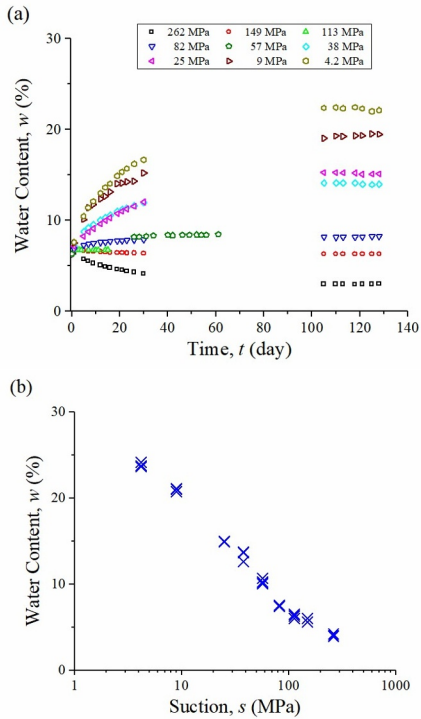 (a)
262 MPa 149 MPa 113 MPa
82 MPa 57 MPa 38 MPa
25 MPa 9 MPa 4.2 MPa
Water Content, w (%)
30
20
10
0
0 20 40 60 80 100 120 140
Time, t (day)
(b)
Water Content, w (%)
30
20
10
0
1 10 100 1000
Suction, s (MPa)